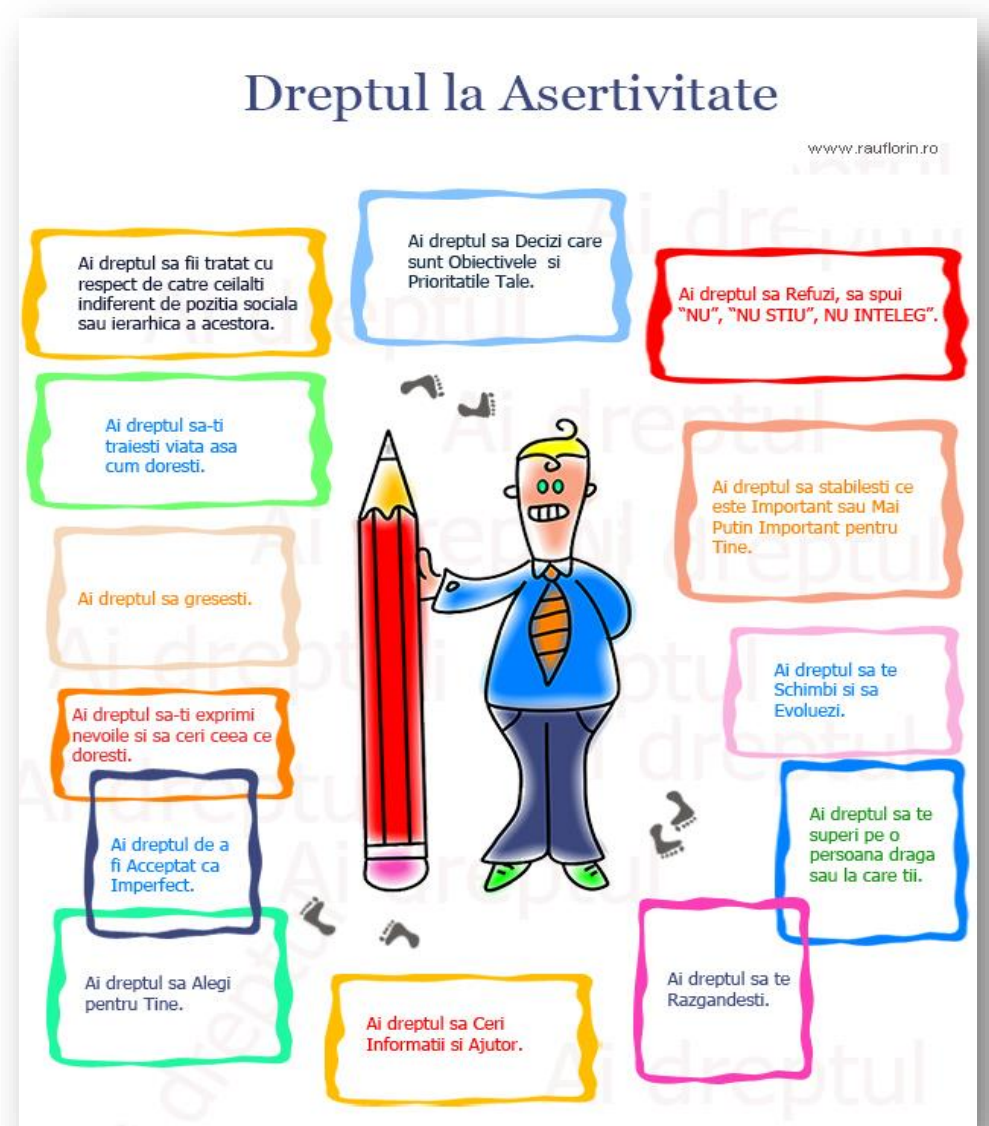 Dreptul la Asertivitate
www.rauflorin.ro
Ai dreptul sa fii tratat cu
respect de catre ceilalti
indiferent de pozitia sociala
sau ierarhica a acestora.
Ai dreptul sa Decizi care
sunt Obiectivele si
Prioritatile Tale.
Ai dreptul sa Refuzi, sa spui
“NU”, “NU STIU”, NU INTELEG”.
Ai dreptul sa-ti
traiesti viata asa
cum doresti.
Ai dreptul sa stabilesti ce
este Important sau Mai
Putin Important pentru
Tine.
Ai dreptul sa gresesti.
Ai dreptul sa te
Schimbi si sa
Evoluezi.
Ai dreptul sa-ti exprimi
nevoile si sa ceri ceea ce
doresti.
Ai dreptul sa te
superi pe o
persoana draga
sau la care tii.
Ai dreptul de a
fi Acceptat ca
Imperfect.
Ai dreptul sa Alegi
pentru Tine.
Ai dreptul sa te
Razgandesti.
Ai dreptul sa Ceri
Informatii si Ajutor.